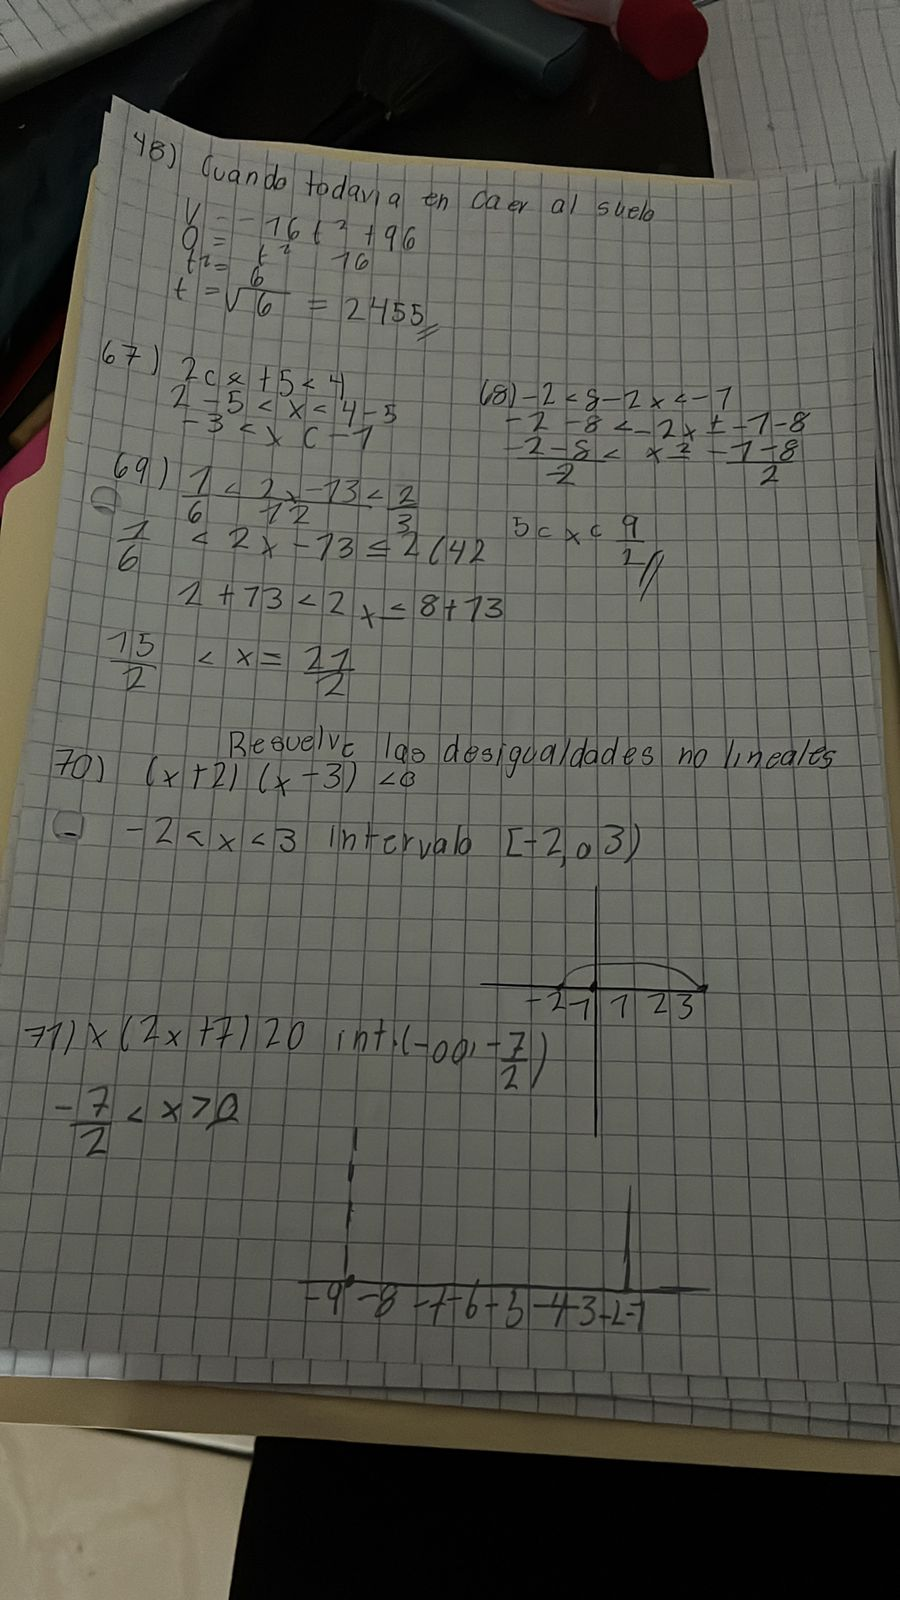 48) Cuando todavia en caer al suelo
V = -16t² + 96
0 = t² 16
t² = 6
t = √6 = 2455
67) 2 < x + 5 < 4
2 - 5 < x < 4 - 5
-3 < x < -1
68) -2 < 8 - 2x < -1
-2 - 8 < -2x ± -1 - 8
-2-8/2 < x = -1-8/2
5 < x < 9/2
69) 1/6 < 2x-13/12 < 2/3
1/6 < 2x - 13 ≤ 2(42
2 + 13 < 2x ≤ 8 + 13
15/2 < x = 21/2
Resuelve las desigualdades no lineales
70) (x+2) (x-3) <0
-2 < x < 3 intervalo [-2, 0 3)
-2 -1 1 2 3
71) x (2x+7) 20 int. (-00, -7/2)
-7/2 < x > 0
-9 -8 -7 -6 -5 -4 -3 -2 -1